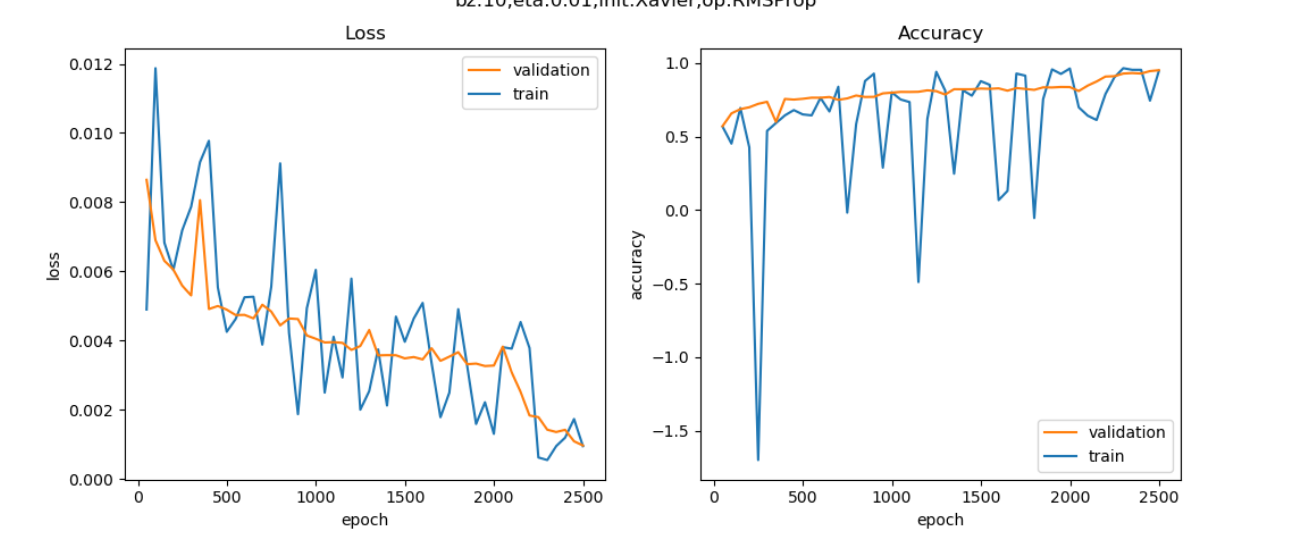 bz:10,eta:0.01,init:Xavier,op:RMSProp
Loss
0.012
0.010
0.008
0.006
0.004
0.002
0.000
loss
0
500
1000
1500
2000
2500
epoch
validation
train
Accuracy
1.0
0.5
0.0
−0.5
−1.0
−1.5
accuracy
0
500
1000
1500
2000
2500
epoch
validation
train